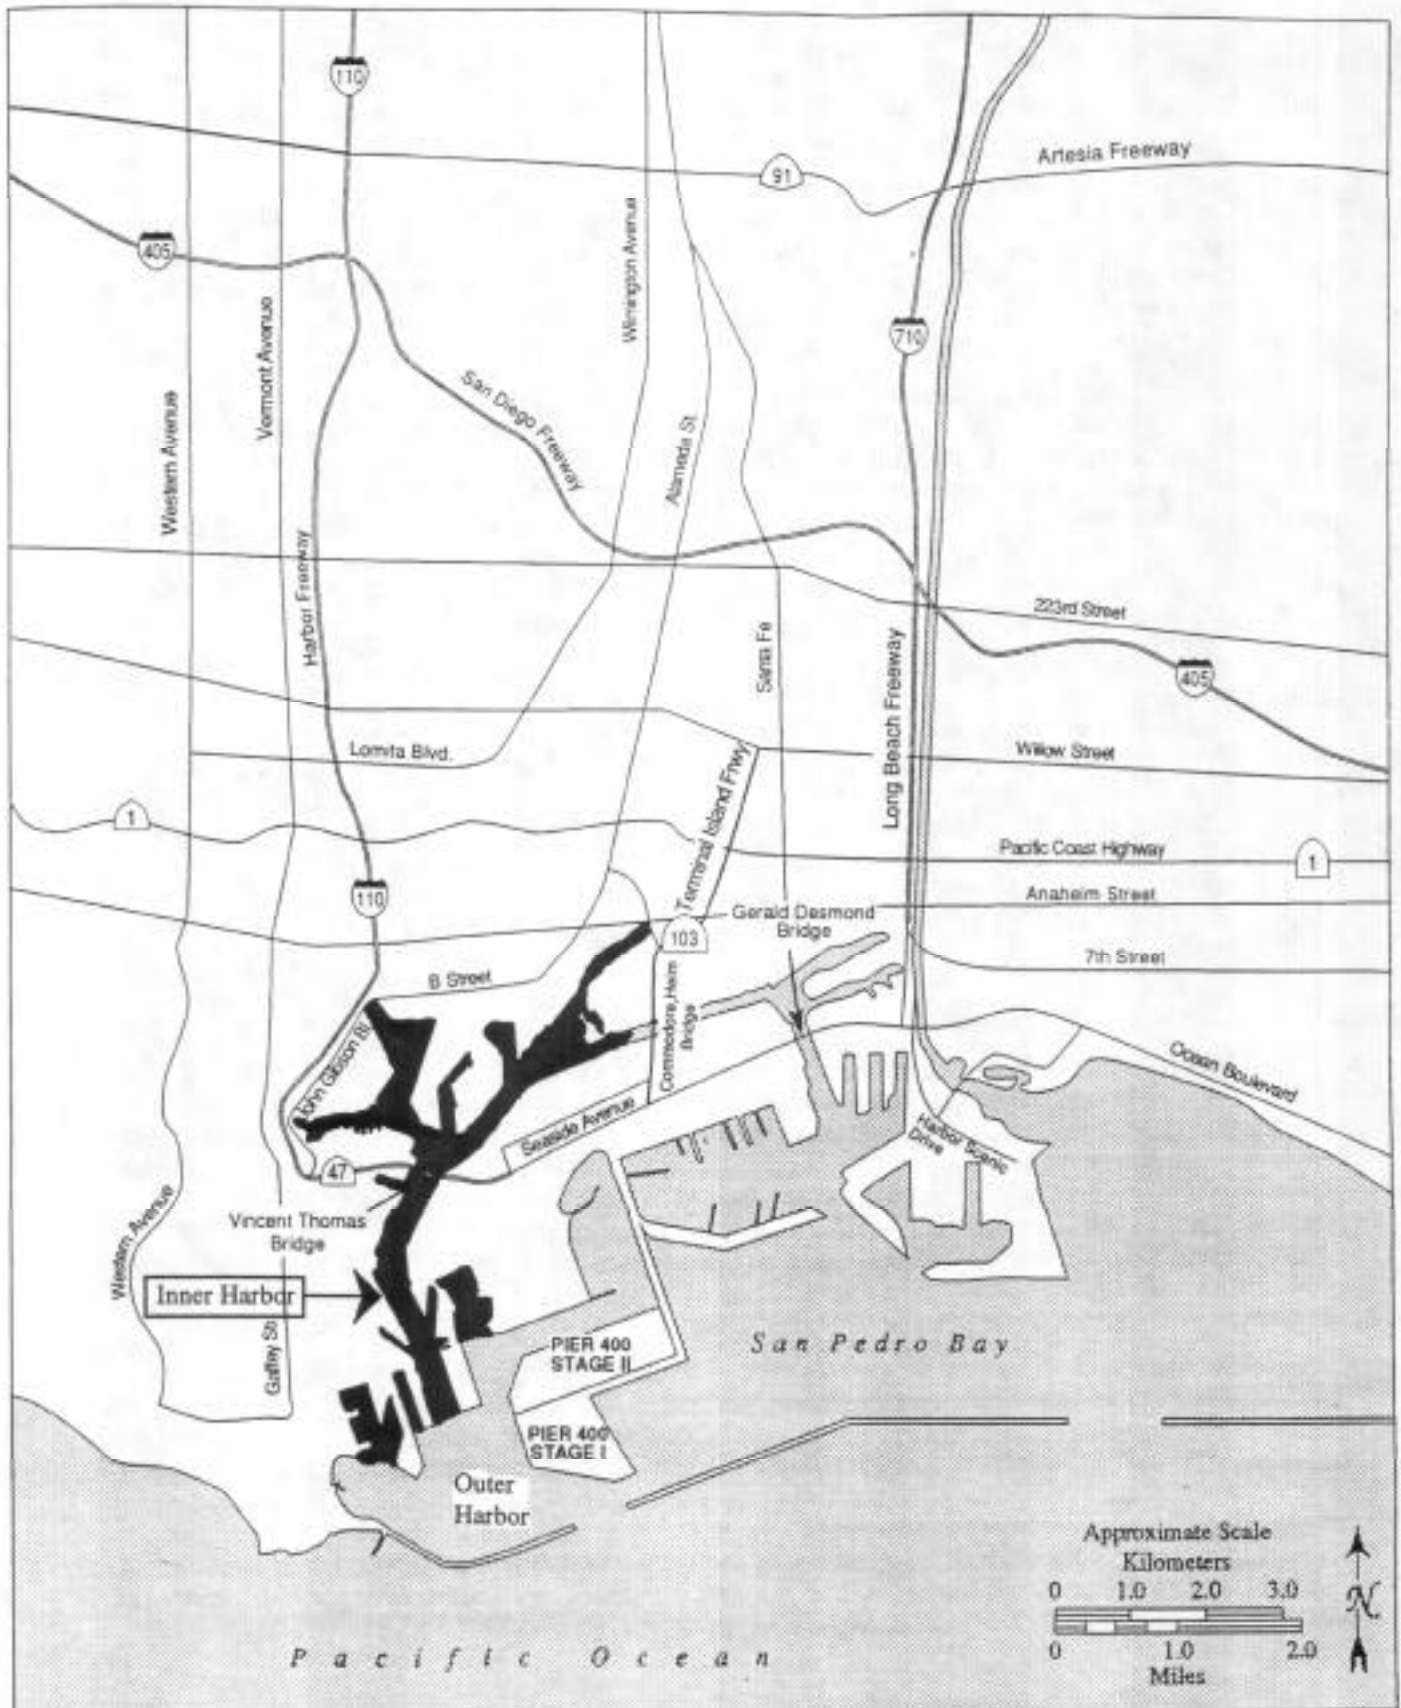 110
91
Artesia Freeway
405
Wimington Avenue
Vermont Avenue
710
San Diego Freeway
Western Avenue
Alameda St.
Harbor Freeway
223rd Street
Santa Fe
Long Beach Freeway
405
Lomita Blvd.
Willow Street
Terminal Island Frwy
1
Pacific Coast Highway
1
110
Anaheim Street
Gerald Desmond
Bridge
103
7th Street
B Street
Commodore Heim
Bridge
John Gibson Bl.
Ocean Boulevard
Seaside Avenue
Harbor Scenic
Drive
47
Vincent Thomas
Bridge
Western Avenue
Inner Harbor
Gaffey St.
PIER 400
STAGE II
San Pedro Bay
PIER 400
STAGE I
Outer
Harbor
Approximate Scale
Kilometers
0 1.0 2.0 3.0
N
0.0 1.0 2.0
Miles
Pacific Ocean